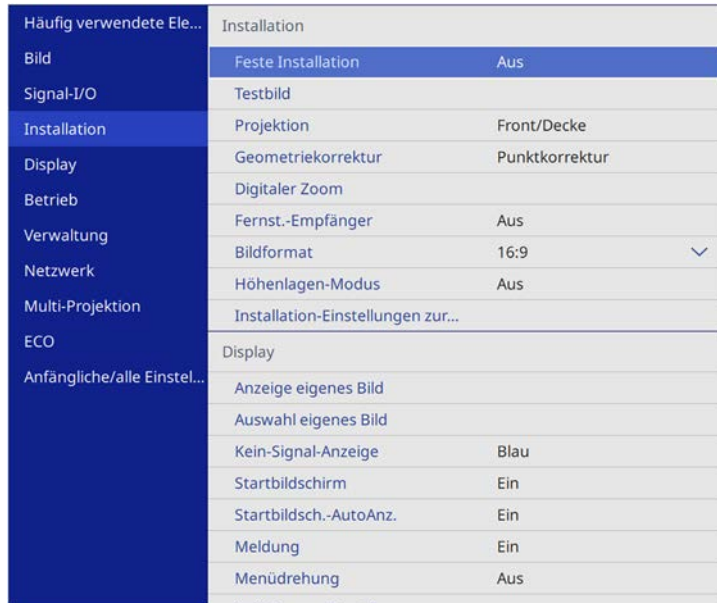 Häufig verwendete Ele...
Bild
Signal-I/O
Installation
Display
Betrieb
Verwaltung
Netzwerk
Multi-Projektion
ECO
Anfängliche/alle Einstel...
Installation
Feste Installation Aus
Testbild
Projektion Front/Decke
Geometriekorrektur Punktkorrektur
Digitaler Zoom
Fernst.-Empfänger Aus
Bildformat 16:9
Höhenlagen-Modus Aus
Installation-Einstellungen zur...
Display
Anzeige eigenes Bild
Auswahl eigenes Bild
Kein-Signal-Anzeige Blau
Startbildschirm Ein
Startbildsch.-AutoAnz. Ein
Meldung Ein
Menüdrehung Aus